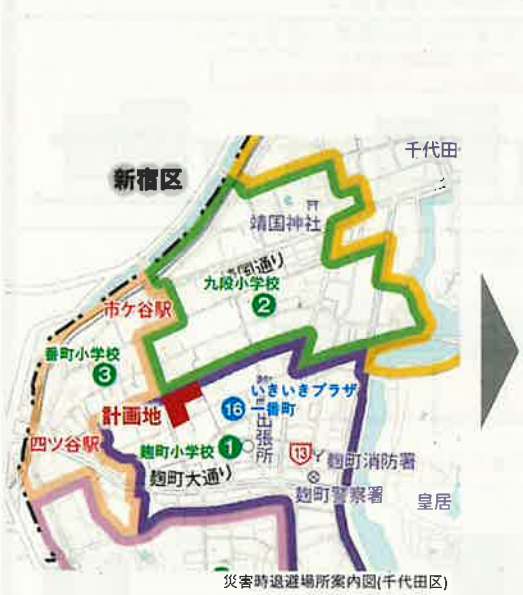 千代田
新宿区
靖国神社
国通り
九段小学校
2
市ケ谷駅
番町小学校
3
計画地
16
いきいきプラザ
一番町
出張所
四ツ谷駅
麹町小学校
1
13
麹町消防署
麹町大通り
麹町警察署
皇居
災害時退避場所案内図(千代田区)